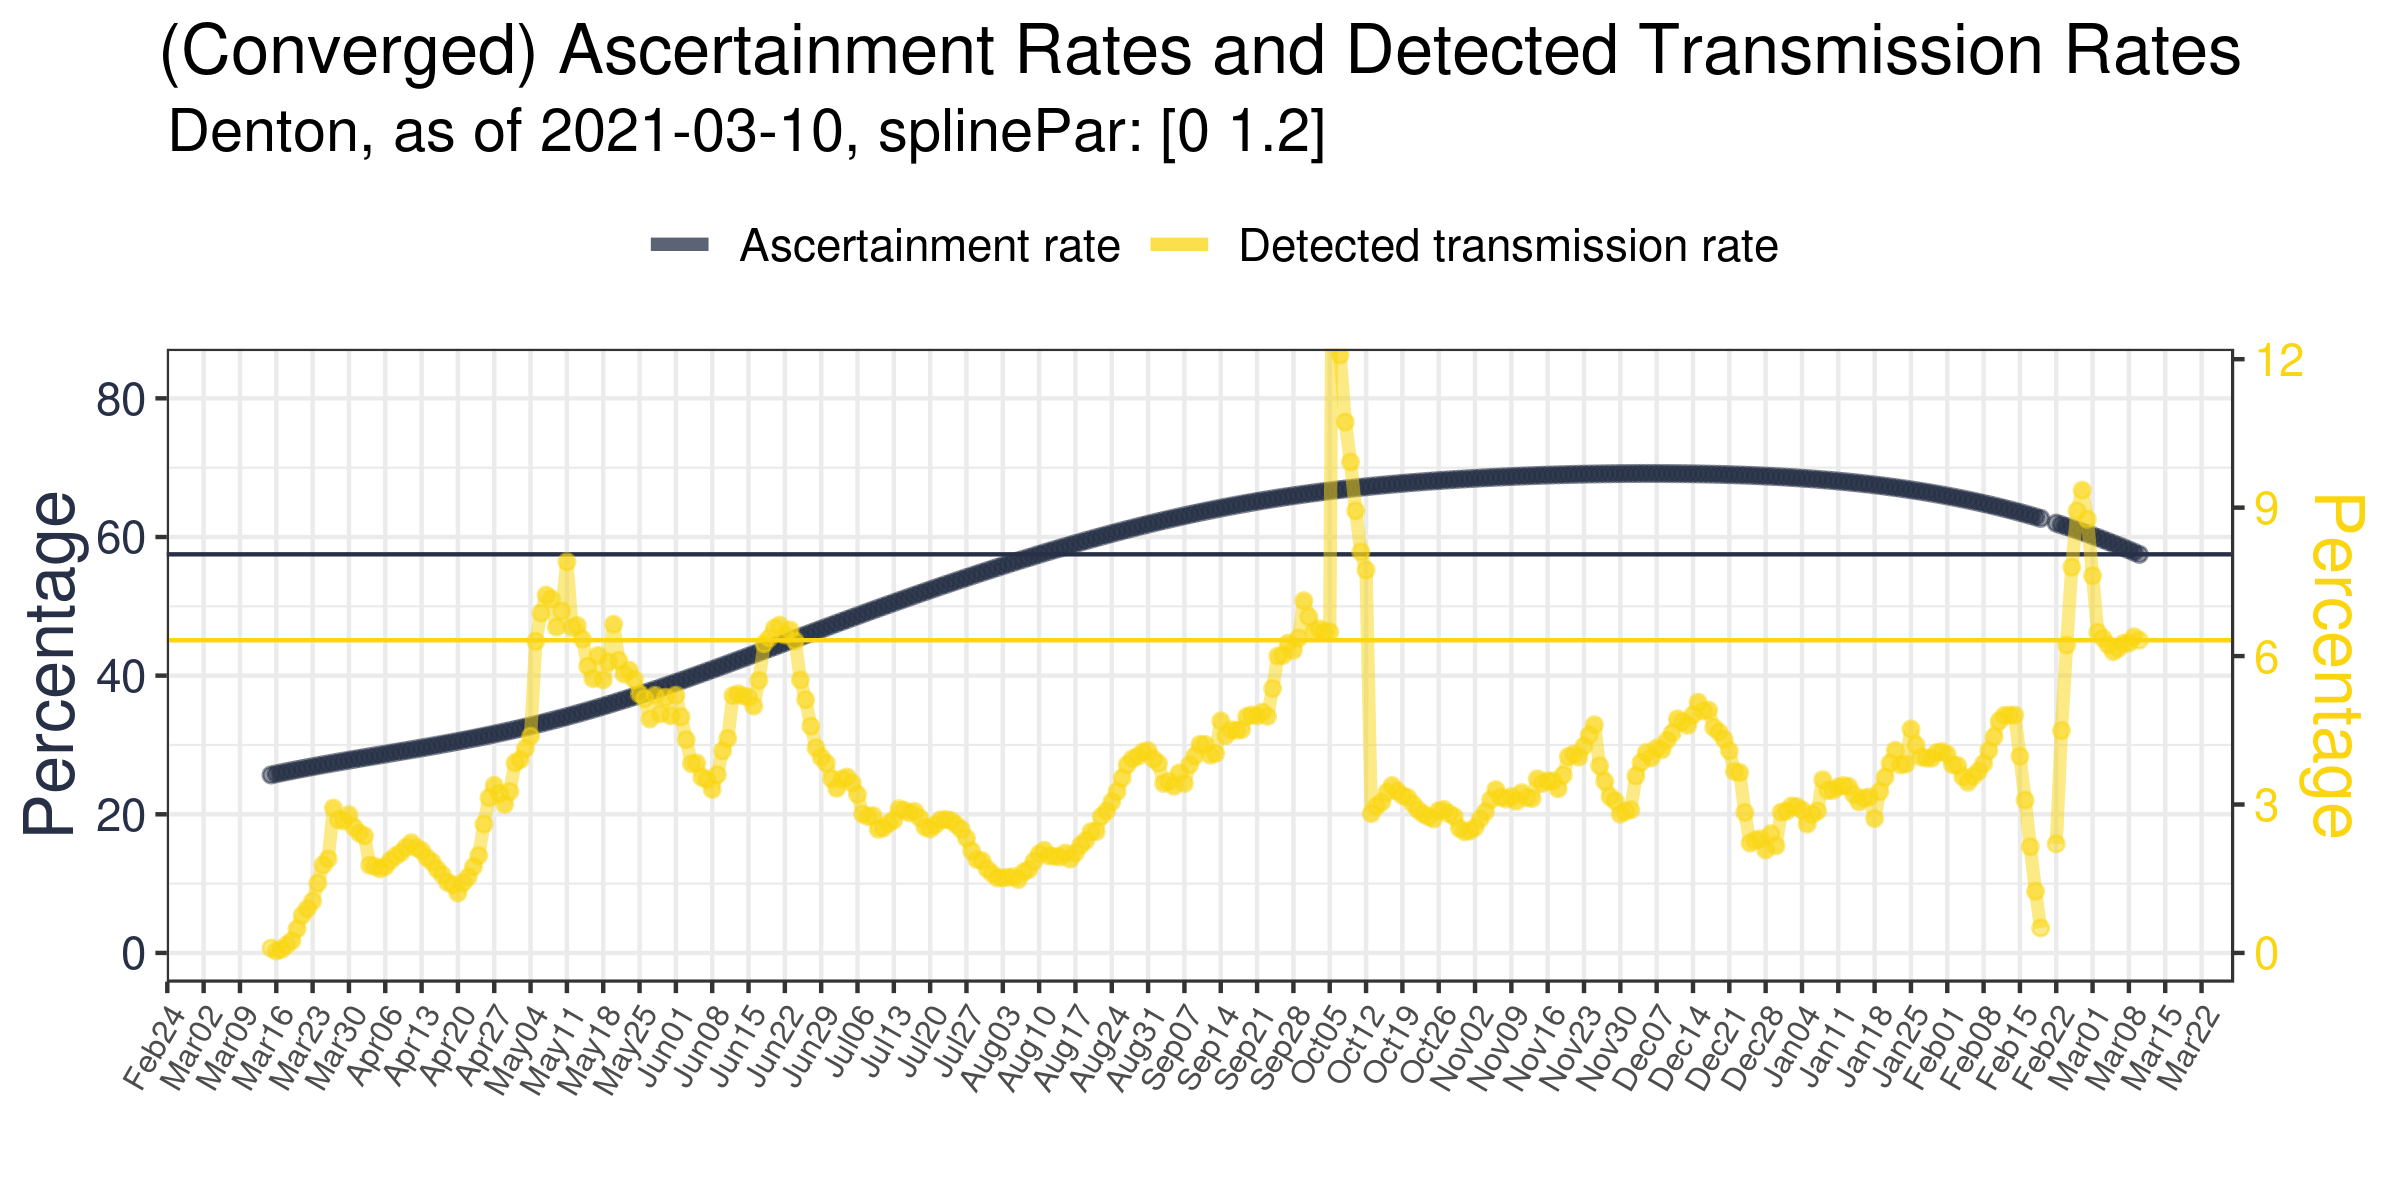 (Converged) Ascertainment Rates and Detected Transmission Rates
Denton, as of 2021-03-10, splinePar: [0 1.2]
Ascertainment rate Detected transmission rate
Percentage
80
60
40
20
0
12
9
6
3
0
Percentage
Feb24 Mar02 Mar09 Mar16 Mar23 Mar30 Apr06 Apr13 Apr20 Apr27 May04 May11 May18 May25 Jun01 Jun08 Jun15 Jun22 Jun29 Jul06 Jul13 Jul20 Jul27 Aug03 Aug10 Aug17 Aug24 Aug31 Sep07 Sep14 Sep21 Sep28 Oct05 Oct12 Oct19 Oct26 Nov02 Nov09 Nov16 Nov23 Nov30 Dec07 Dec14 Dec21 Dec28 Jan04 Jan11 Jan18 Jan25 Feb01 Feb08 Feb15 Feb22 Mar01 Mar08 Mar15 Mar22